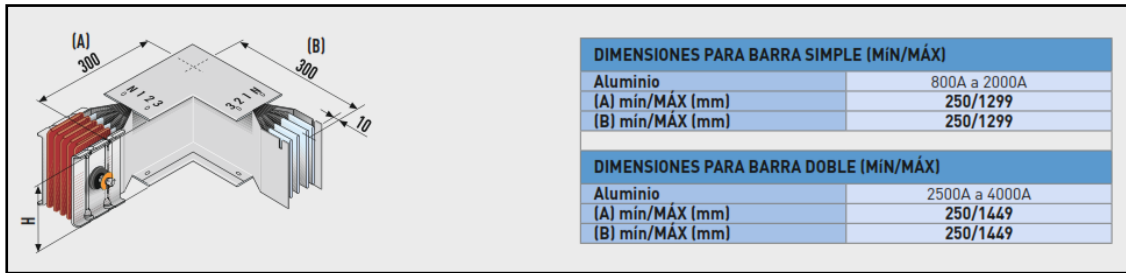 (A)
300
(B)
300
N 1 2 3
3 2 1 N
10
H
DIMENSIONES PARA BARRA SIMPLE (MíN/MÁX)
Aluminio 800A a 2000A
(A) mín/MÁX (mm) 250/1299
(B) mín/MÁX (mm) 250/1299
DIMENSIONES PARA BARRA DOBLE (MíN/MÁX)
Aluminio 2500A a 4000A
(A) mín/MÁX (mm) 250/1449
(B) mín/MÁX (mm) 250/1449